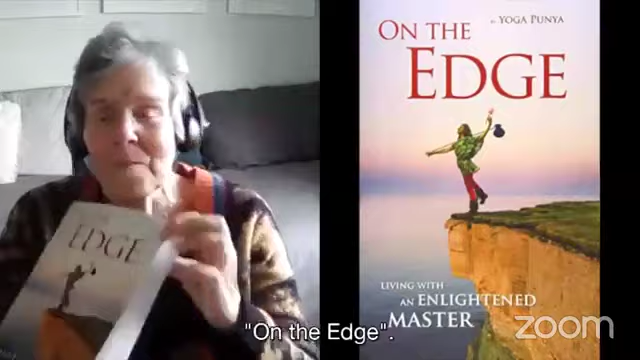 EDGE
ON THE
BY YOGA PUNYA
EDGE
LIVING WITH
AN ENLIGHTENED
MASTER
"On the Edge".
zoom